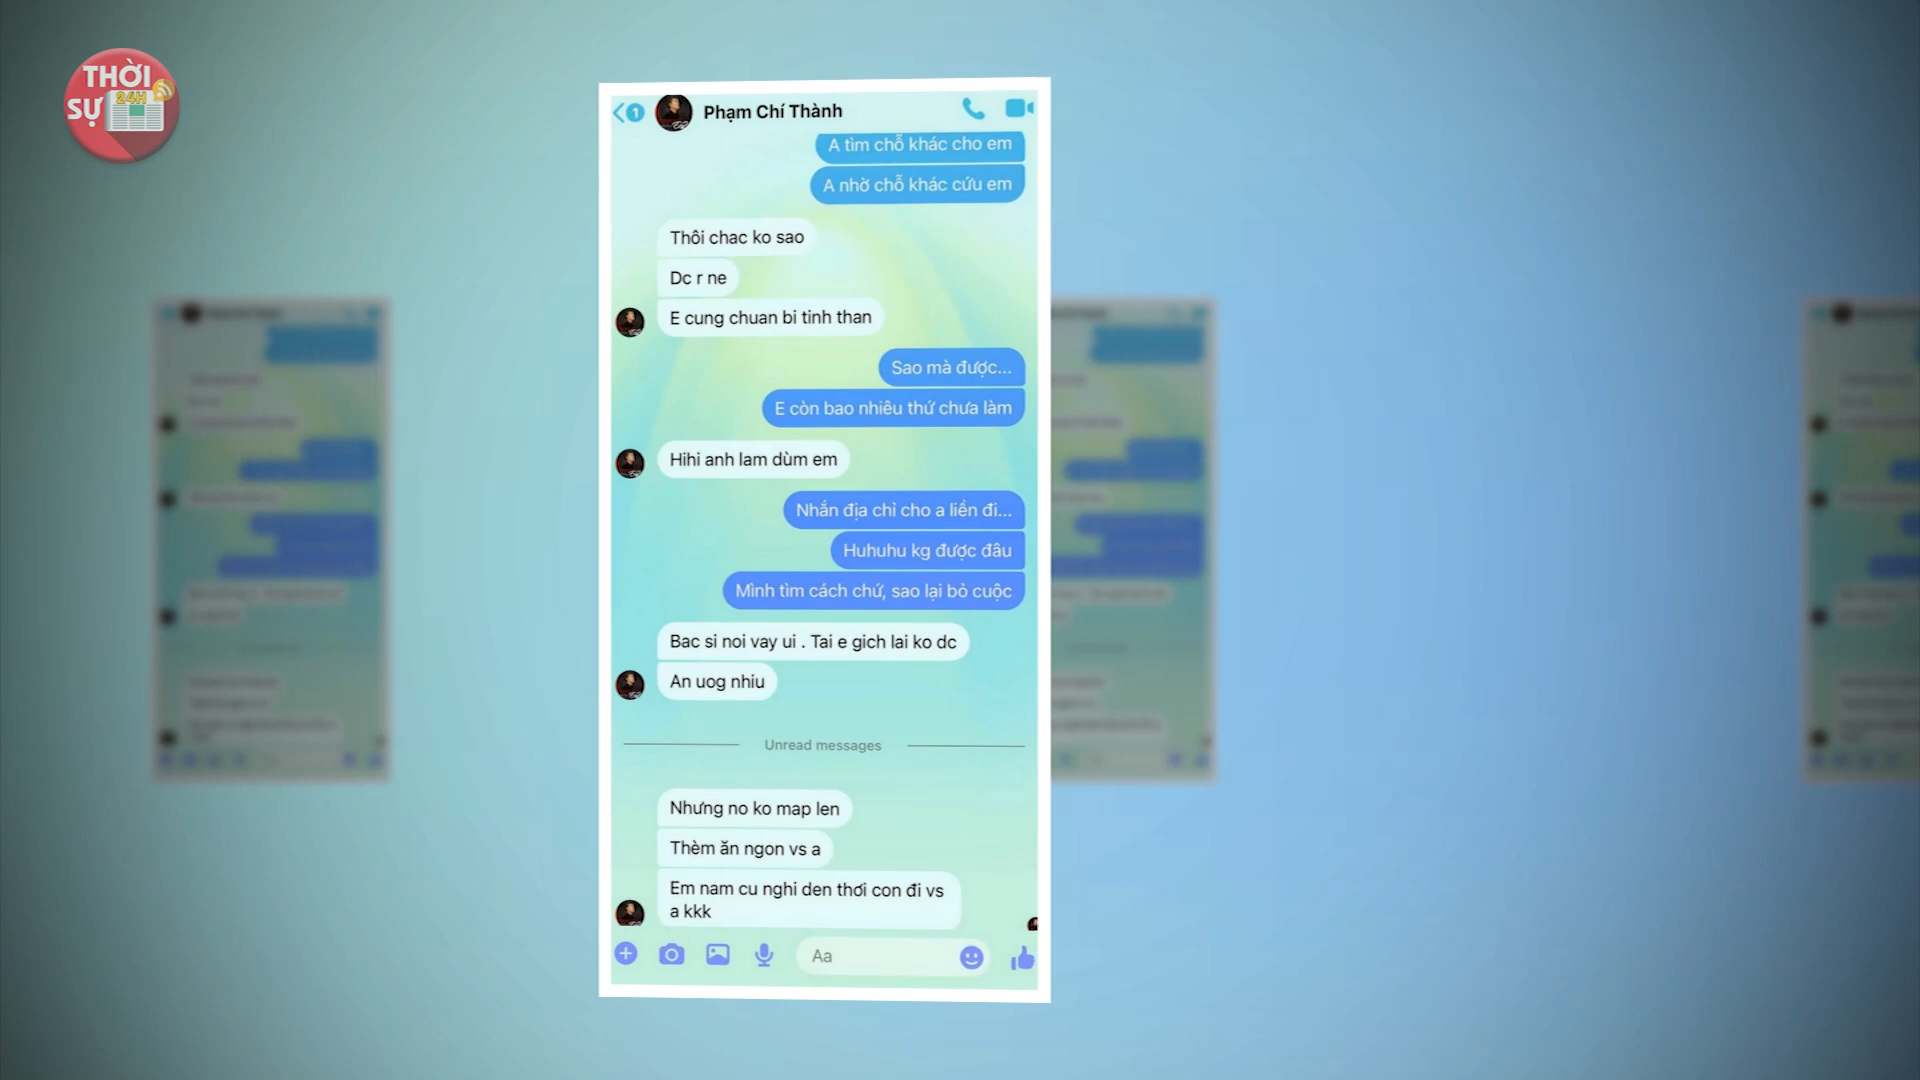 THỜI
SỰ
24H
1
Phạm Chí Thành
A tìm chỗ khác cho em
A nhờ chỗ khác cứu em
Thôi chac ko sao
Dc r ne
E cung chuan bi tinh than
Sao mà được...
E còn bao nhiêu thứ chưa làm
Hihi anh lam dùm em
Nhắn địa chỉ cho a liền đi...
Huhuhu kg được đâu
Mình tìm cách chứ, sao lại bỏ cuộc
Bac si noi vay ui . Tai e gich lai ko dc
An uog nhiu
Unread messages
Nhưng no ko map len
Thèm ăn ngon vs a
Em nam cu nghi den thơi con đi vs
a kkk
Aa